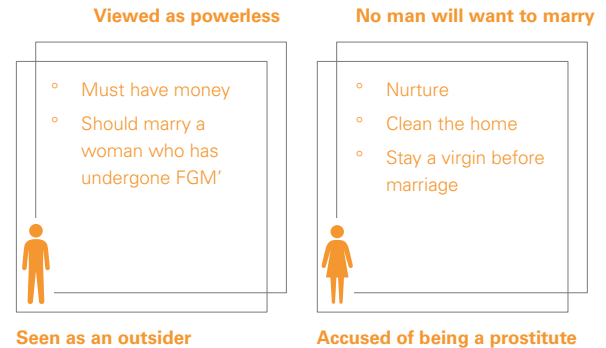 Viewed as powerless
° Must have money
° Should marry a
woman who has
undergone FGM’
Seen as an outsider
No man will want to marry
° Nurture
° Clean the home
° Stay a virgin before
marriage
Accused of being a prostitute